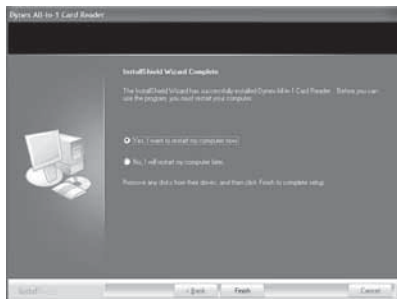 Dynex All-in-1 Card Reader
InstallShield Wizard Complete
The InstallShield Wizard has successfully installed Dynex All-in-1 Card Reader. Before you can
use the program, you must restart your computer.
Yes, I want to restart my computer now.
No, I will restart my computer later.
Remove any disks from their drives, and then click Finish to complete setup.
InstallShield
< Back
Finish
Cancel